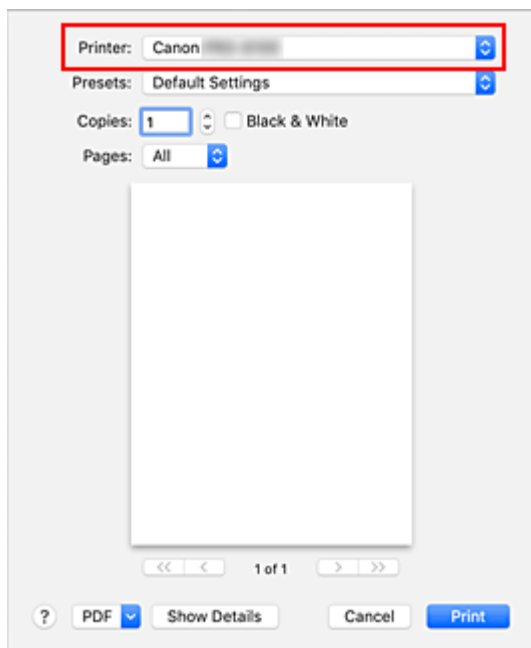 Printer: Canon
Presets: Default Settings
Copies: 1 Black & White
Pages: All
<< < 1 of 1 > >>
? PDF Show Details Cancel Print